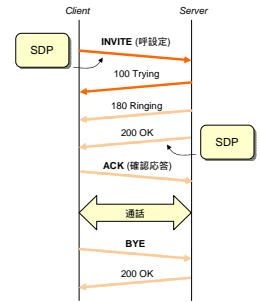 Client
Server
SDP
INVITE (呼設定)
100 Trying
180 Ringing
200 OK
SDP
ACK (確認応答)
通話
BYE
200 OK